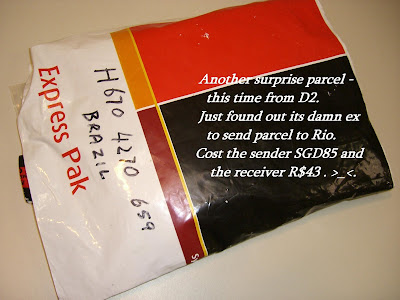 Another surprise parcel -
this time from D2.
Just found out its damn ex
to send parcel to Rio.
Cost the sender SGD85 and
the receiver R$43 . >_<.
Express Pak
H670 4270 659
BRAZIL